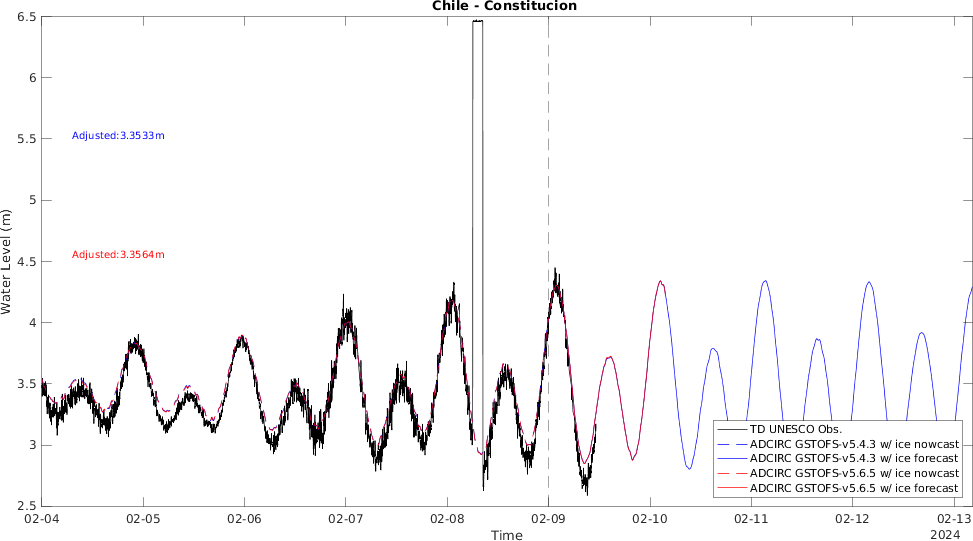 Chile - Constitucion
6.5
6
5.5
5
4.5
4
3.5
3
2.5
Water Level (m)
Adjusted:3.3533m
Adjusted:3.3564m
TD UNESCO Obs.
ADCIRC GSTOFS-v5.4.3 w/ ice nowcast
ADCIRC GSTOFS-v5.4.3 w/ ice forecast
ADCIRC GSTOFS-v5.6.5 w/ ice nowcast
ADCIRC GSTOFS-v5.6.5 w/ ice forecast
02-04 02-05 02-06 02-07 02-08 02-09 02-10 02-11 02-12 02-13
Time
2024